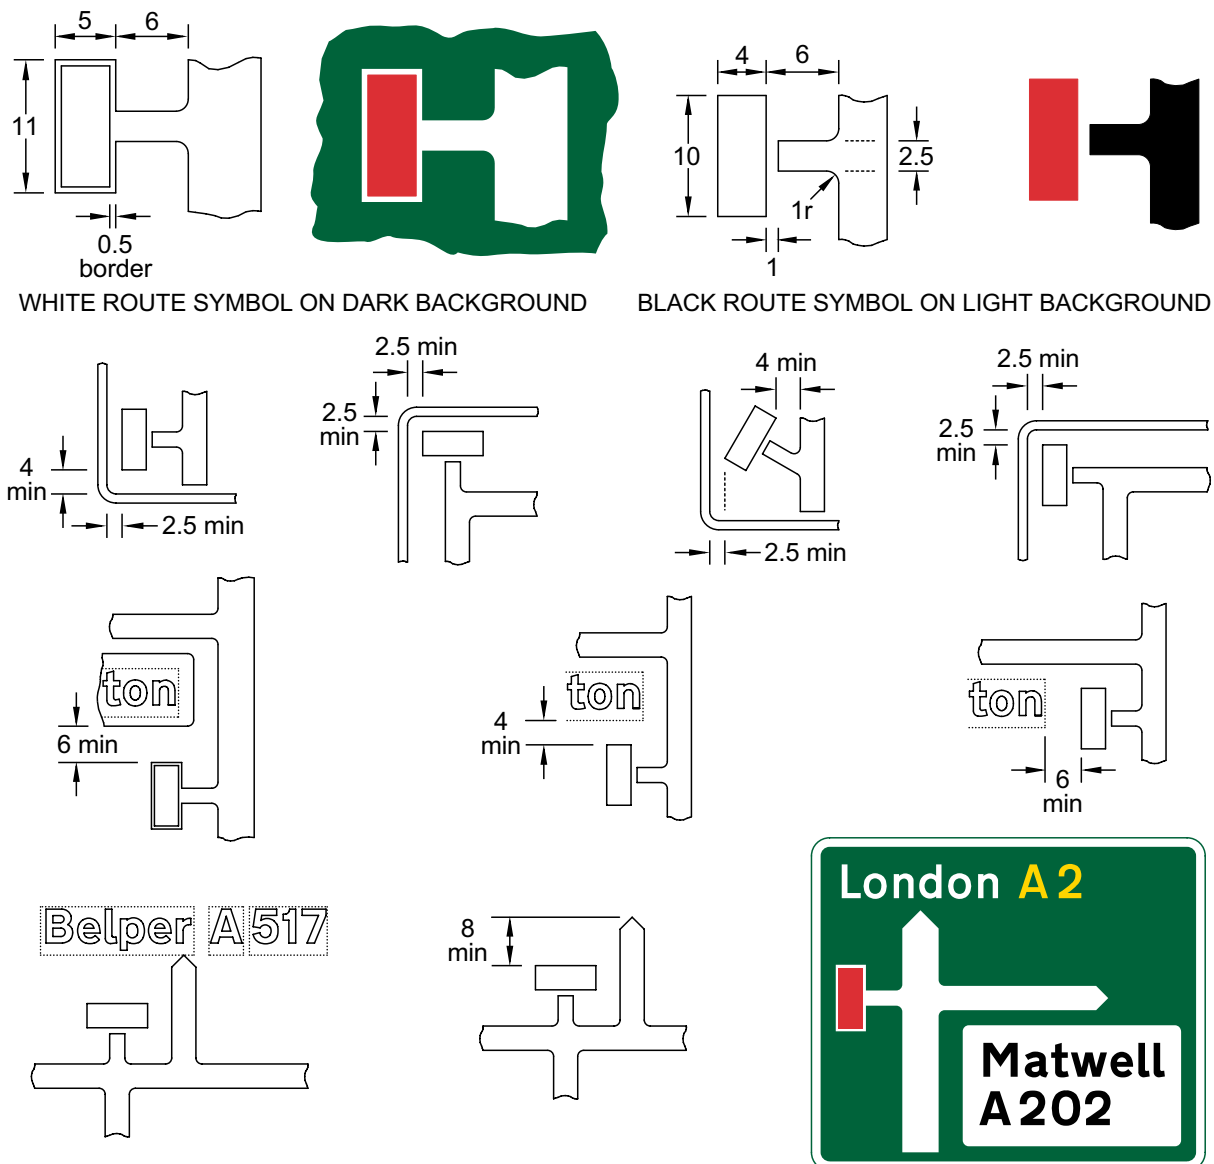 5 6
11
0.5
border
4 6
10
2.5
1r
1
WHITE ROUTE SYMBOL ON DARK BACKGROUND
BLACK ROUTE SYMBOL ON LIGHT BACKGROUND
4
min
2.5 min
2.5 min
2.5
min
4 min
2.5 min
2.5 min
2.5
min
ton
6 min
ton
4
min
ton
6
min
Belper A 517
8
min
London A 2
Matwell
A 202